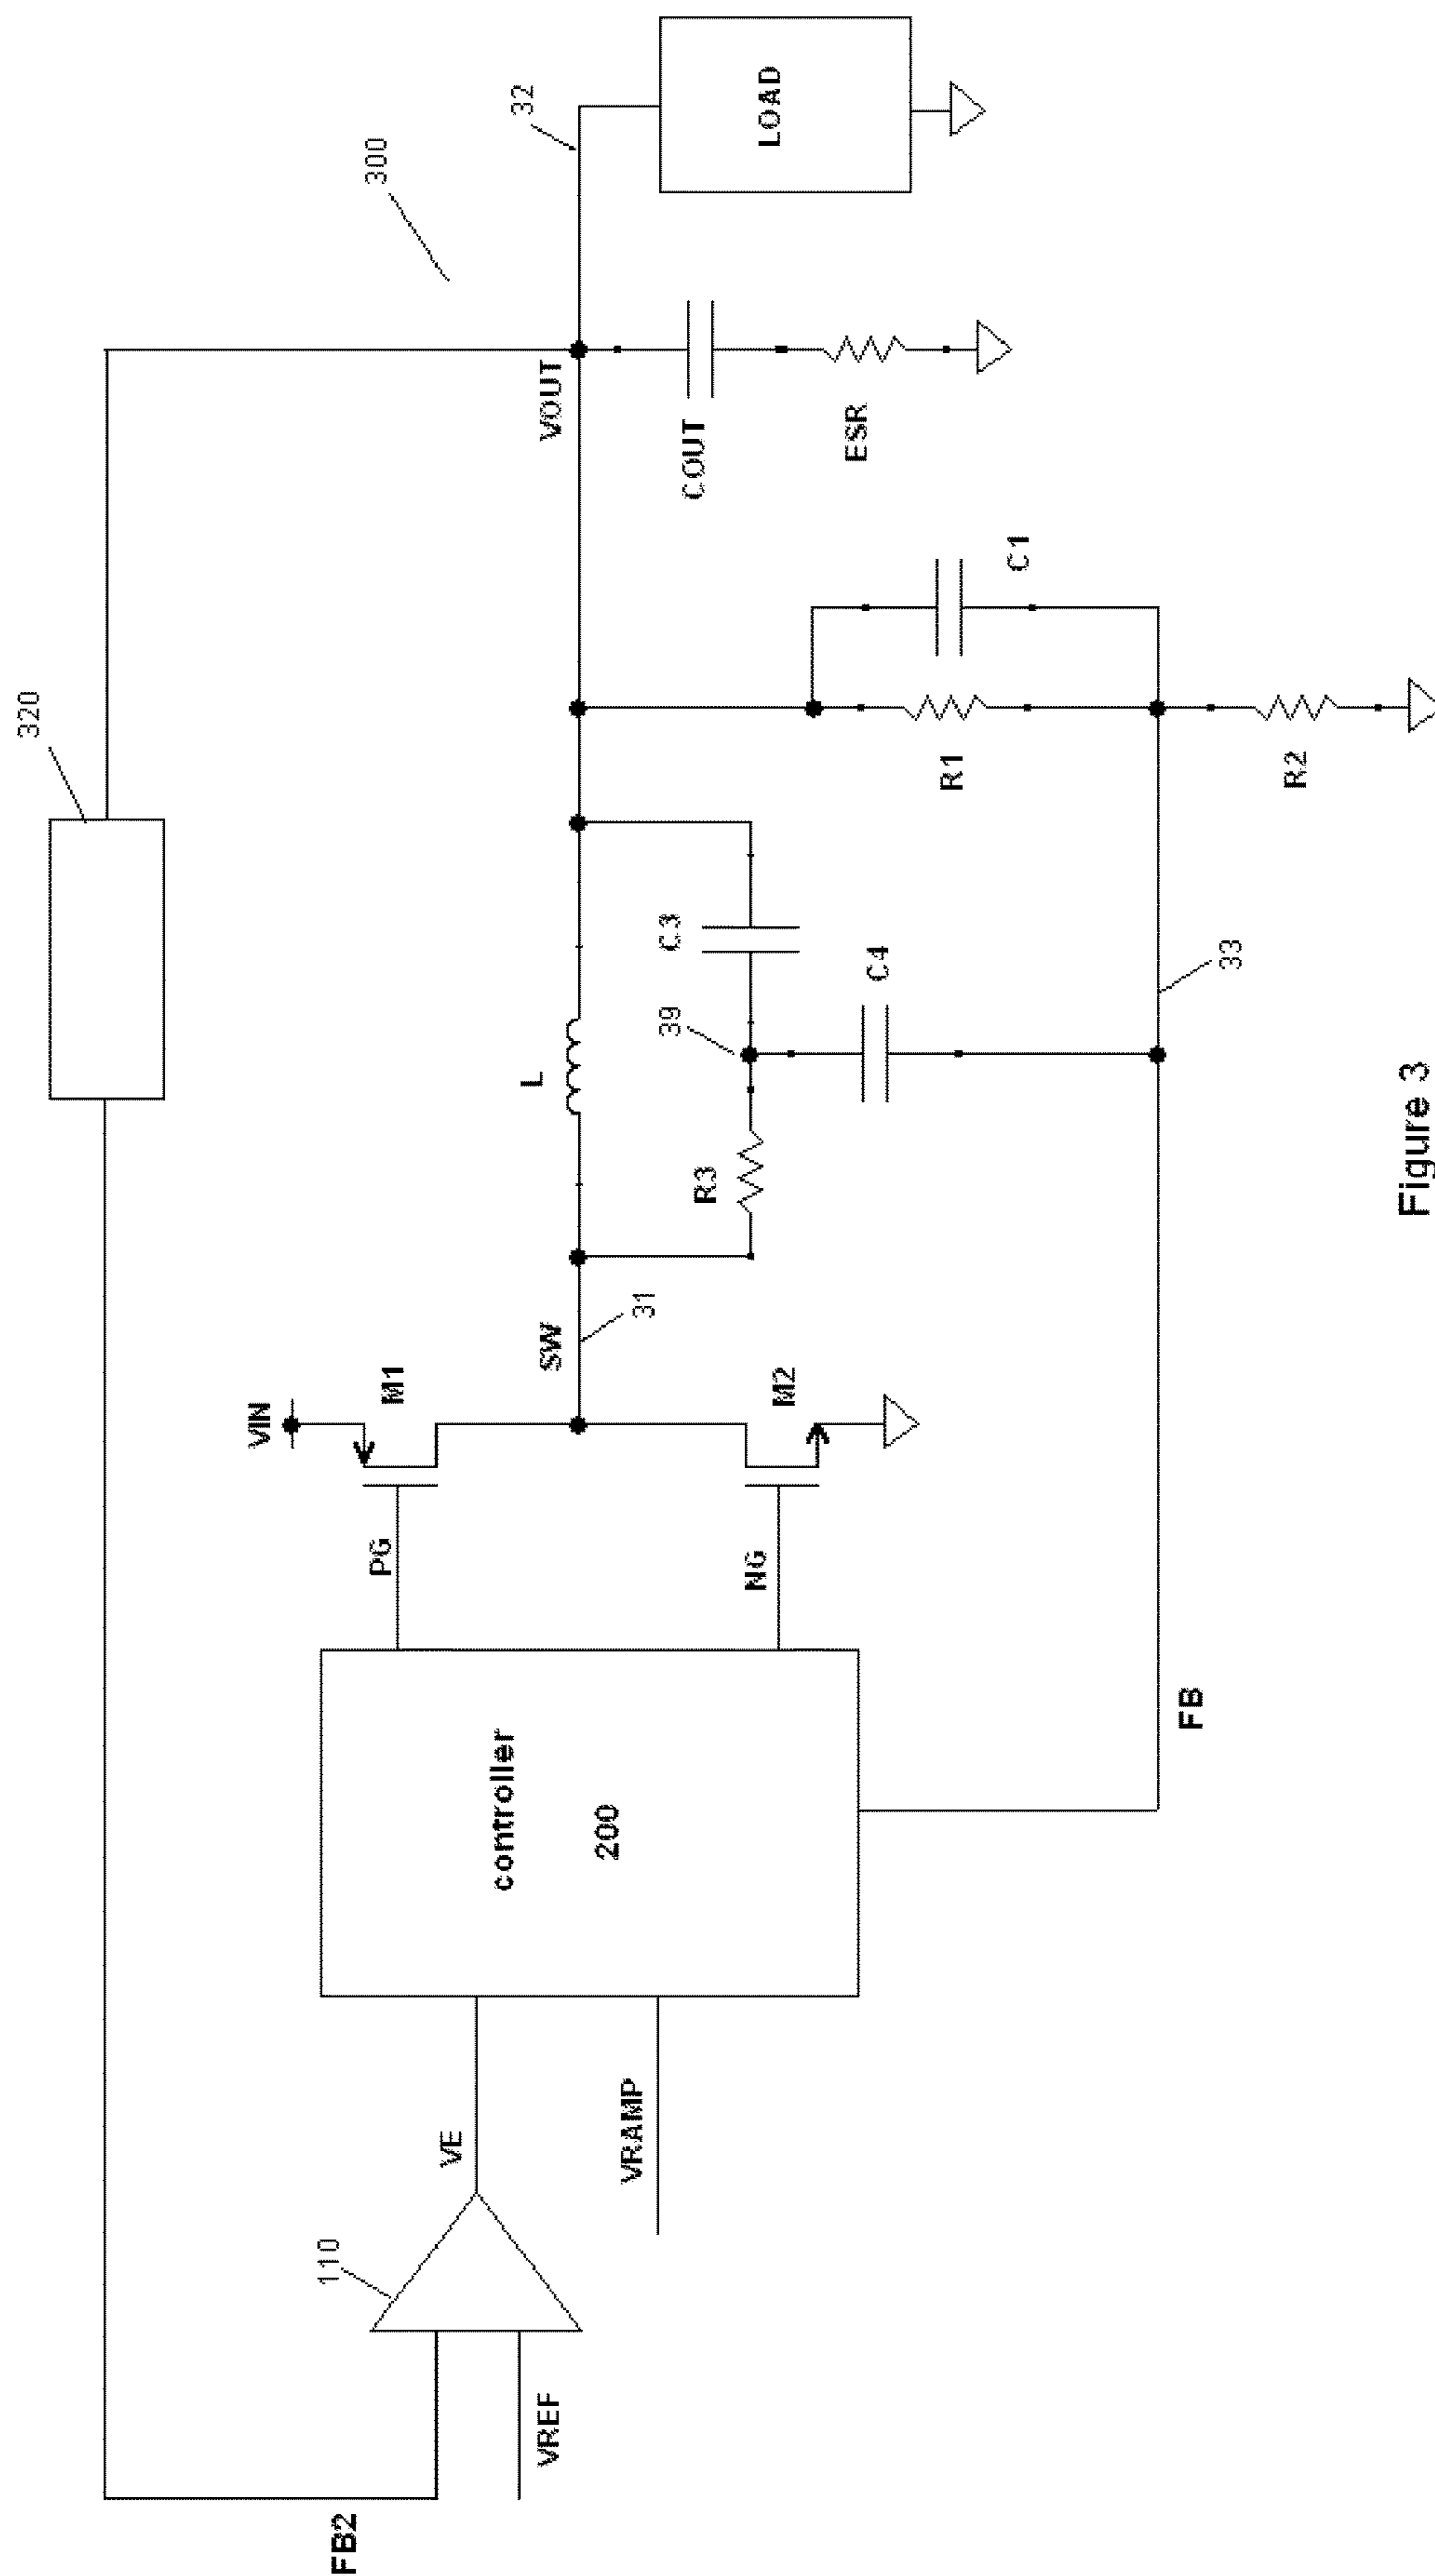 320
300
32
LOAD
VOUT
COUT
ESR
C1
R1
R2
L
C3
39
C4
R3
33
SW
31
VIN
M1
M2
PG
NG
controller
200
FB
VE
VRAMP
110
VREF
FB2
Figure 3